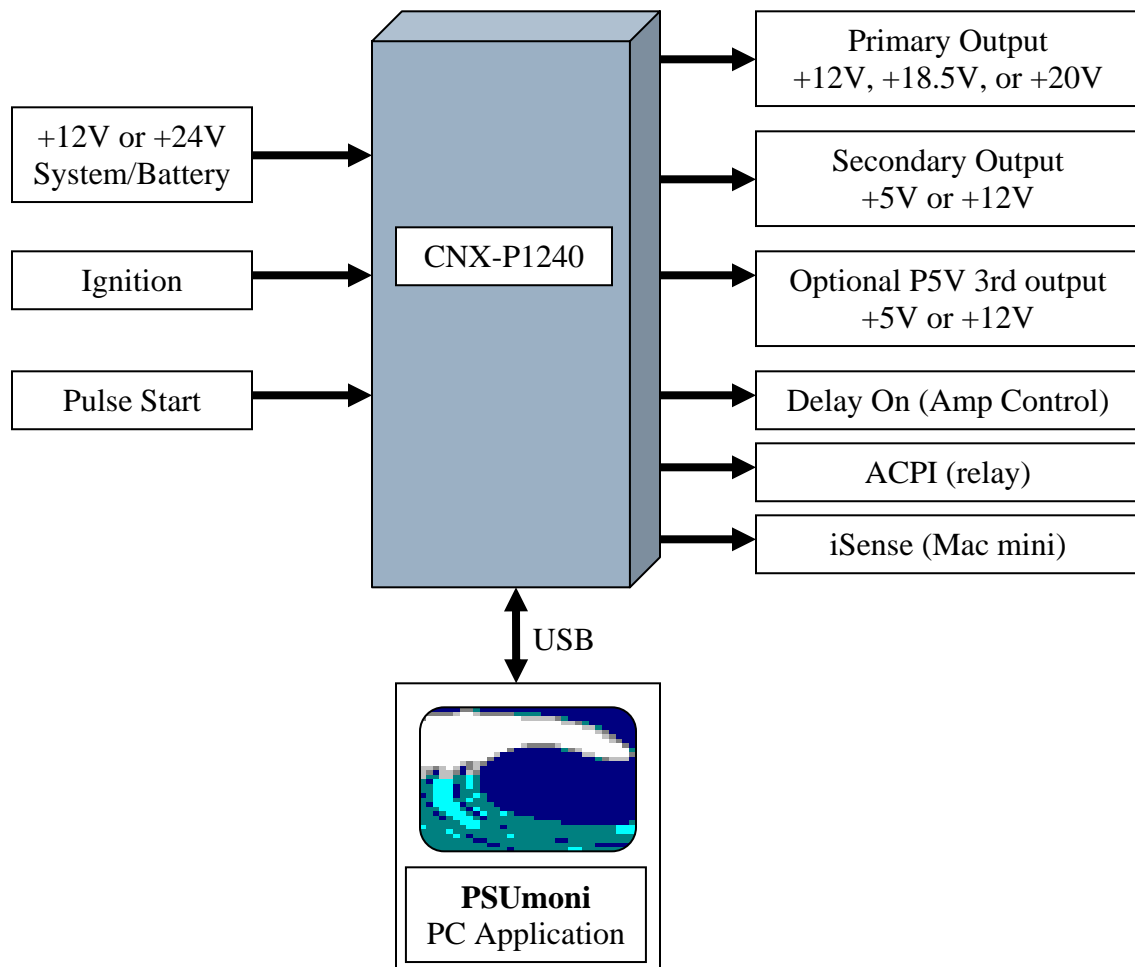 +12V or +24V
System/Battery
Ignition
Pulse Start
CNX-P1240
Primary Output
+12V, +18.5V, or +20V
Secondary Output
+5V or +12V
Optional P5V 3rd output
+5V or +12V
Delay On (Amp Control)
ACPI (relay)
iSense (Mac mini)
USB
PSUmoni
PC Application